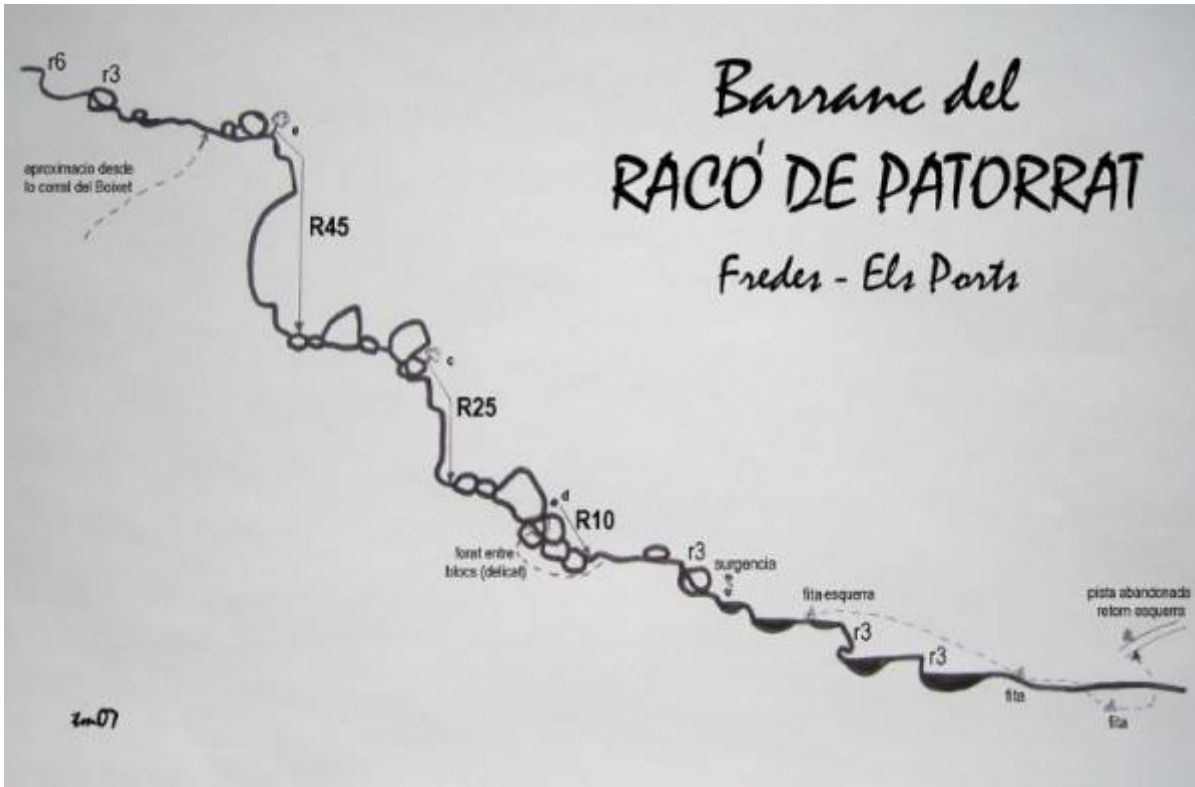 Barranc del
RACÓ DE PATORRAT
Fredes - Els Ports
r6
r3
e
aproximacio desde
lo corral del Boixet
R45
c
R25
d
R10
forat entre
blocs (delicat)
r3
surgencia
fita esquerra
pista abandonada
retorn esquerra
r3
r3
fita
fita
tm07